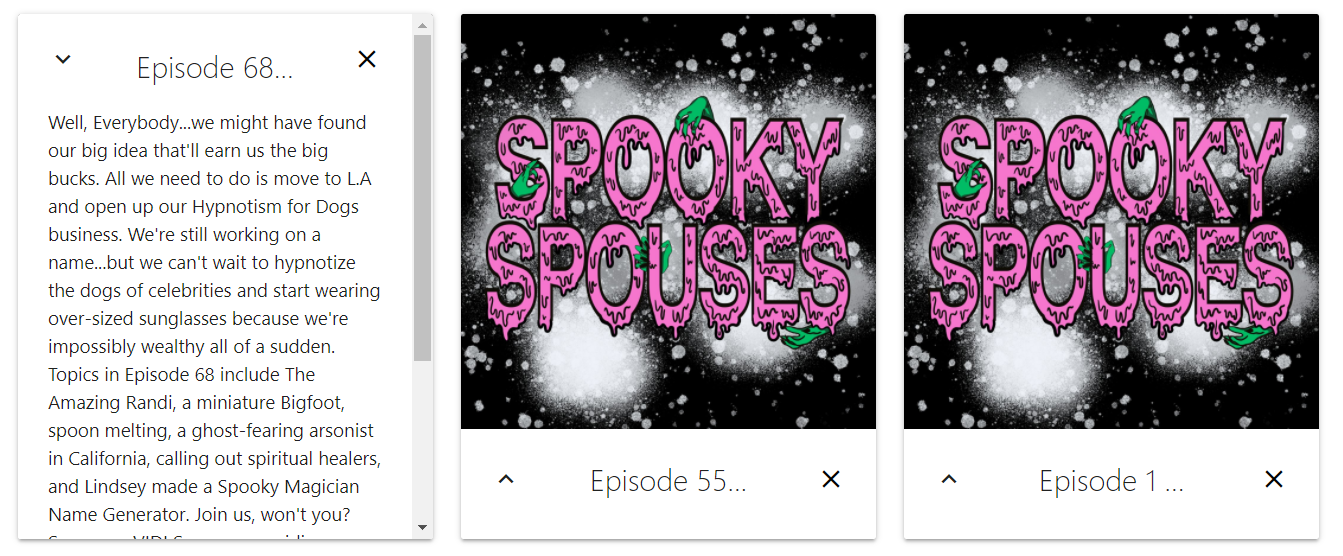 Episode 68...
Well, Everybody...we might have found
our big idea that'll earn us the big
bucks. All we need to do is move to L.A
and open up our Hypnotism for Dogs
business. We're still working on a
name...but we can't wait to hypnotize
the dogs of celebrities and start wearing
over-sized sunglasses because we're
impossibly wealthy all of a sudden.
Topics in Episode 68 include The
Amazing Randi, a miniature Bigfoot,
spoon melting, a ghost-fearing arsonist
in California, calling out spiritual healers,
and Lindsey made a Spooky Magician
Name Generator. Join us, won't you?
SPOOKY
SPOUSES
Episode 55...
SPOOKY
SPOUSES
Episode 1 ...